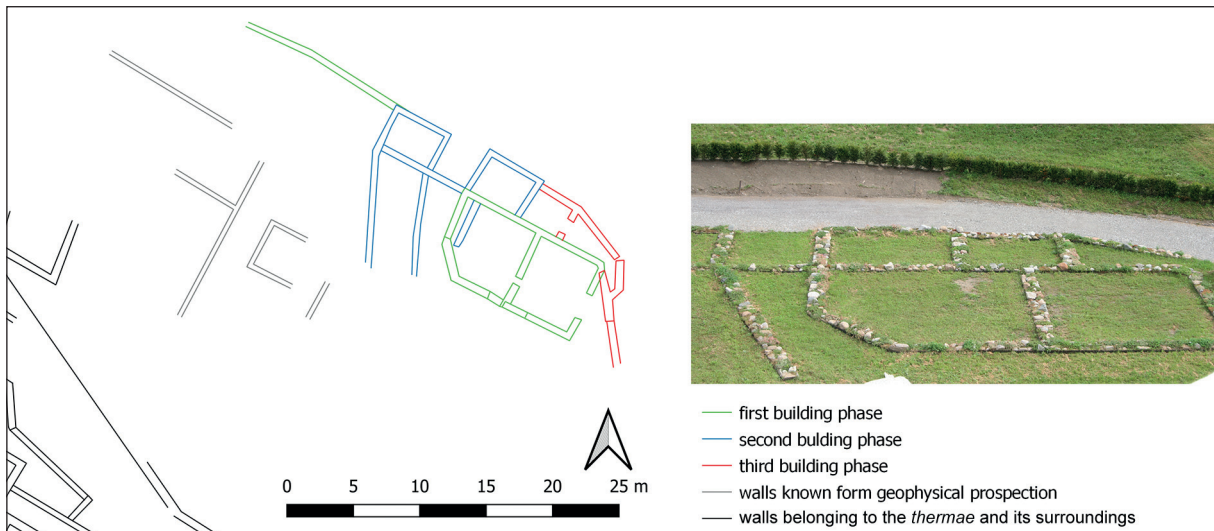 first building phase
second bulding phase
third building phase
walls known form geophysical prospection
walls belonging to the thermae and its surroundings
0 5 10 15 20 25 m